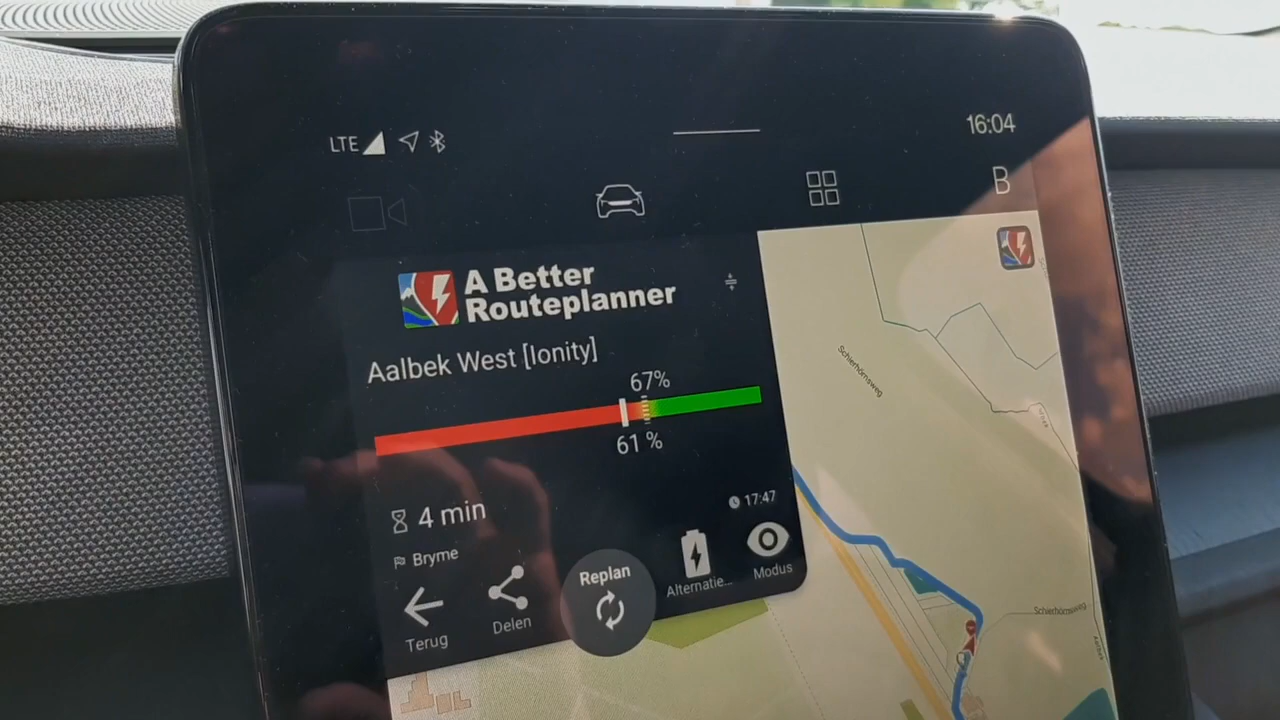 LTE
16:04
B
A Better
Routeplanner
Aalbek West [Ionity]
67%
61 %
4 min
17:47
Bryme
Replan
Alternatie...
Modus
Delen
Terug
Schierhörnsweg
Schierhörnsweg